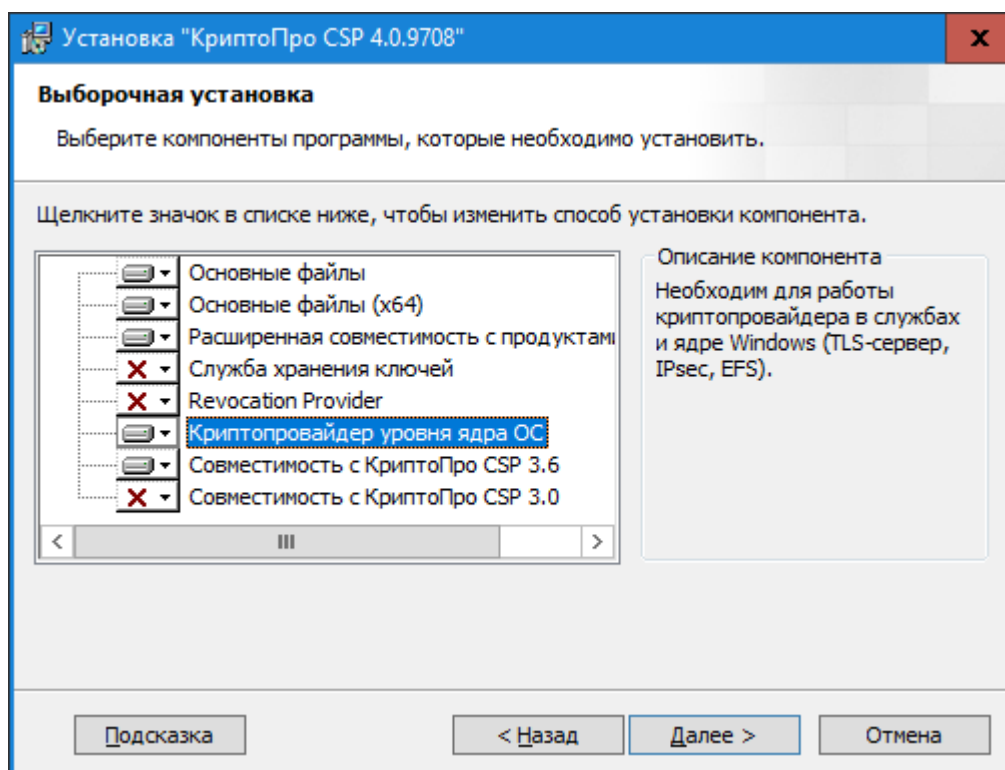 Установка "КриптоПро CSP 4.0.9708"
Выборочная установка
Выберите компоненты программы, которые необходимо установить.
Щелкните значок в списке ниже, чтобы изменить способ установки компонента.
Основные файлы
Основные файлы (x64)
Расширенная совместимость с продуктами
Служба хранения ключей
Revocation Provider
Криптопровайдер уровня ядра ОС
Совместимость с КриптоПро CSP 3.6
Совместимость с КриптоПро CSP 3.0
Описание компонента
Необходим для работы
криптопровайдера в службах
и ядре Windows (TLS-сервер,
IPsec, EFS).
Подсказка
< Назад
Далее >
Отмена